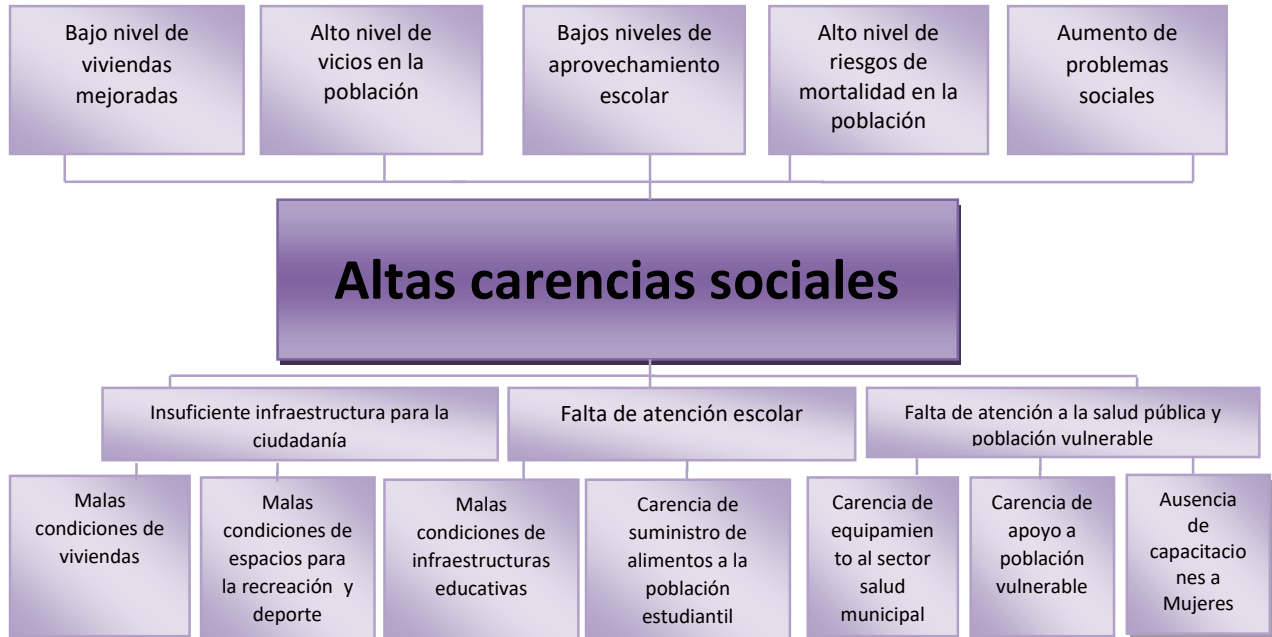 Bajo nivel de
viviendas
mejoradas
Alto nivel de
vicios en la
población
Bajos niveles de
aprovechamiento
escolar
Alto nivel de
riesgos de
mortalidad en la
población
Aumento de
problemas
sociales
Altas carencias sociales
Insuficiente infraestructura para la
ciudadanía
Falta de atención escolar
Falta de atención a la salud pública y
población vulnerable
Malas
condiciones de
viviendas
Malas
condiciones de
espacios para
la recreación y
deporte
Malas
condiciones de
infraestructuras
educativas
Carencia de
suministro de
alimentos a la
población
estudiantil
Carencia de
equipamien
to al sector
salud
municipal
Carencia de
apoyo a
población
vulnerable
Ausencia
de
capacitacio
nes a
Mujeres